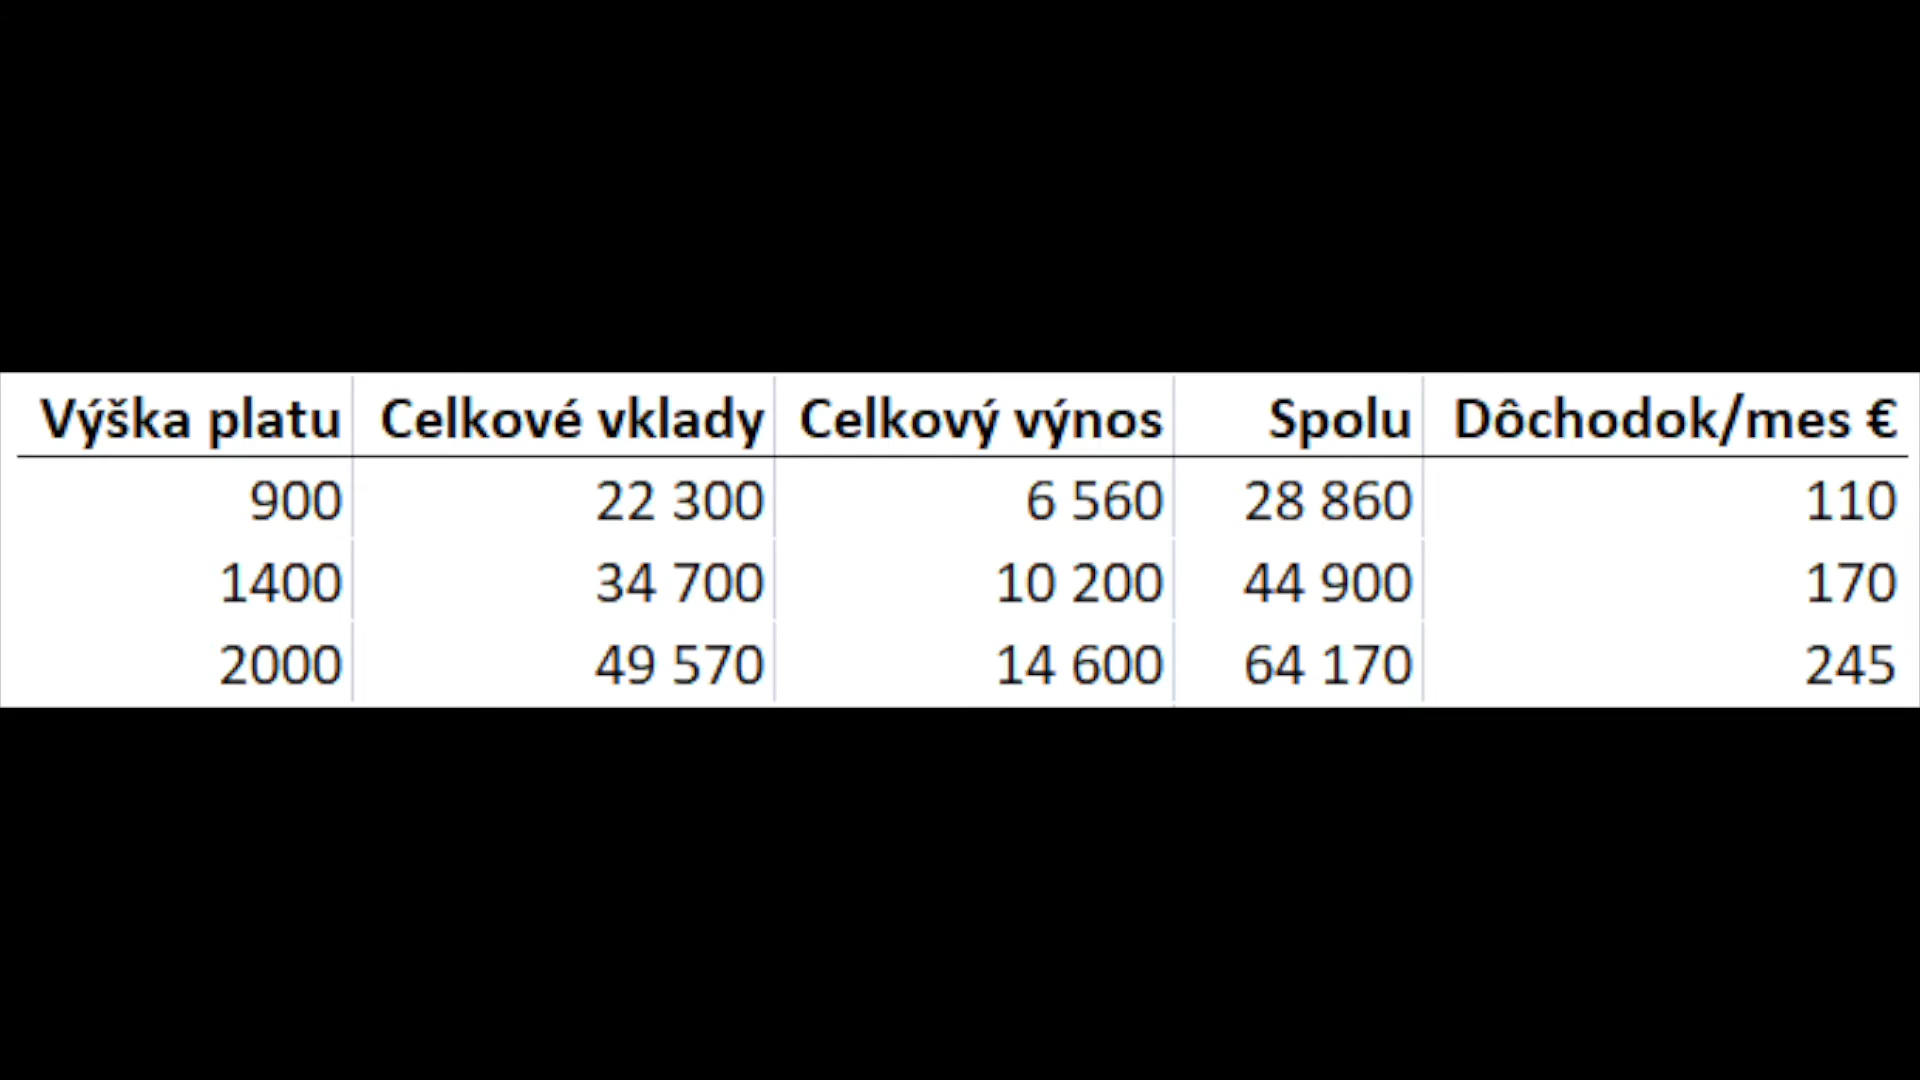 Výška platu Celkové vklady Celkový výnos Spolu Dôchodok/mes €
900 22 300 6 560 28 860 110
1400 34 700 10 200 44 900 170
2000 49 570 14 600 64 170 245